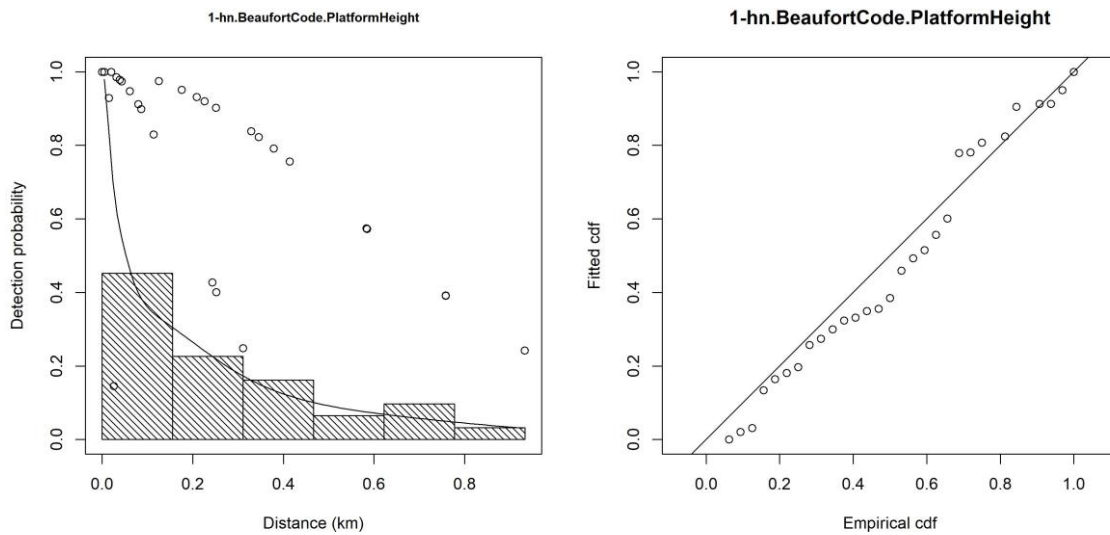 1-hn.BeaufortCode.PlatformHeight
Detection probability
1.0
0.8
0.6
0.4
0.2
0.0
0.0 0.2 0.4 0.6 0.8
Distance (km)
1-hn.BeaufortCode.PlatformHeight
Fitted cdf
1.0
0.8
0.6
0.4
0.2
0.0
0.0 0.2 0.4 0.6 0.8 1.0
Empirical cdf